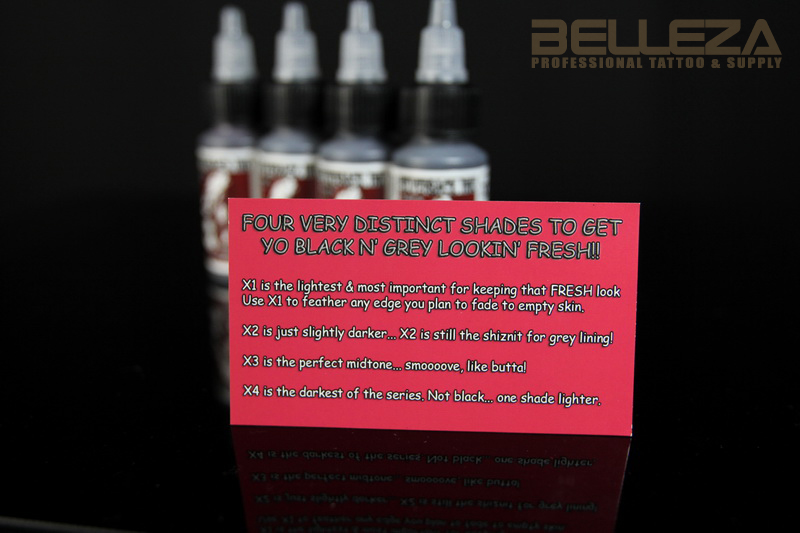 BELLEZA
PROFESSIONAL TATTOO & SUPPLY
FOUR VERY DISTINCT SHADES TO GET
YO BLACK N' GREY LOOKIN' FRESH!!
X1 is the lightest & most important for keeping that FRESH look
Use X1 to feather any edge you plan to fade to empty skin.
X2 is just slightly darker... X2 is still the shiznit for grey lining!
X3 is the perfect midtone... smoooove, like butta!
X4 is the darkest of the series. Not black... one shade lighter.